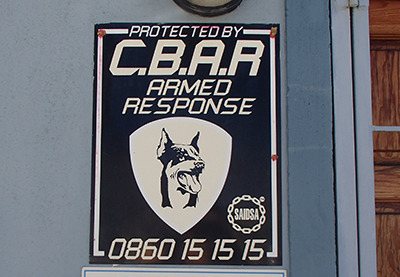 PROTECTED BY
C.B.A.R
ARMED
RESPONSE
SAIDSA
0860 15 15 15